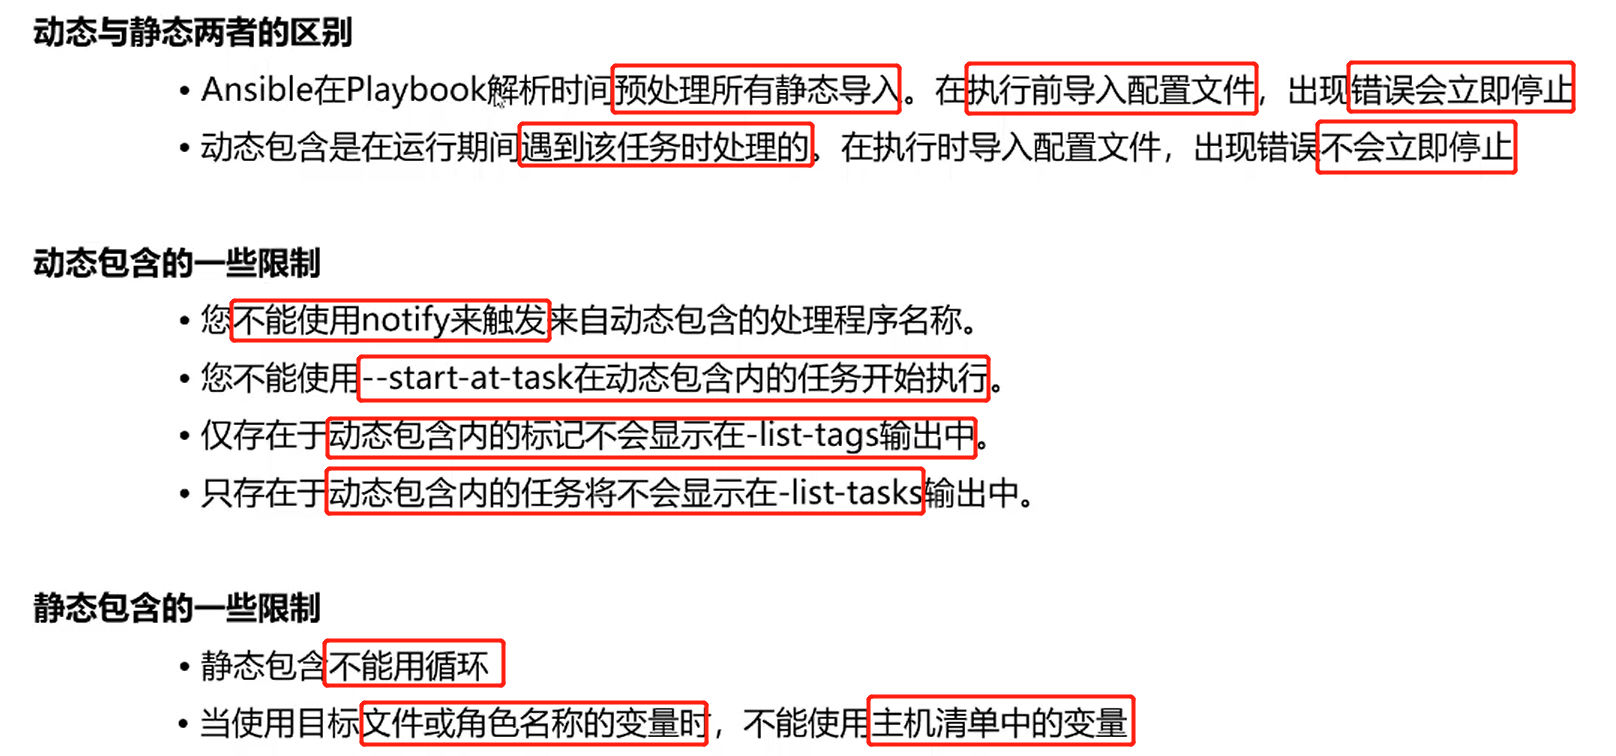 动态与静态两者的区别
• Ansible在Playbook解析时间预处理所有静态导入。在执行前导入配置文件，出现错误会立即停止
• 动态包含是在运行期间遇到该任务时处理的。在执行时导入配置文件，出现错误不会立即停止
动态包含的一些限制
• 您不能使用notify来触发来自动态包含的处理程序名称。
• 您不能使用--start-at-task在动态包含内的任务开始执行。
• 仅存在于动态包含内的标记不会显示在-list-tags输出中。
• 只存在于动态包含内的任务将不会显示在-list-tasks输出中。
静态包含的一些限制
• 静态包含不能用循环
• 当使用目标文件或角色名称的变量时，不能使用主机清单中的变量